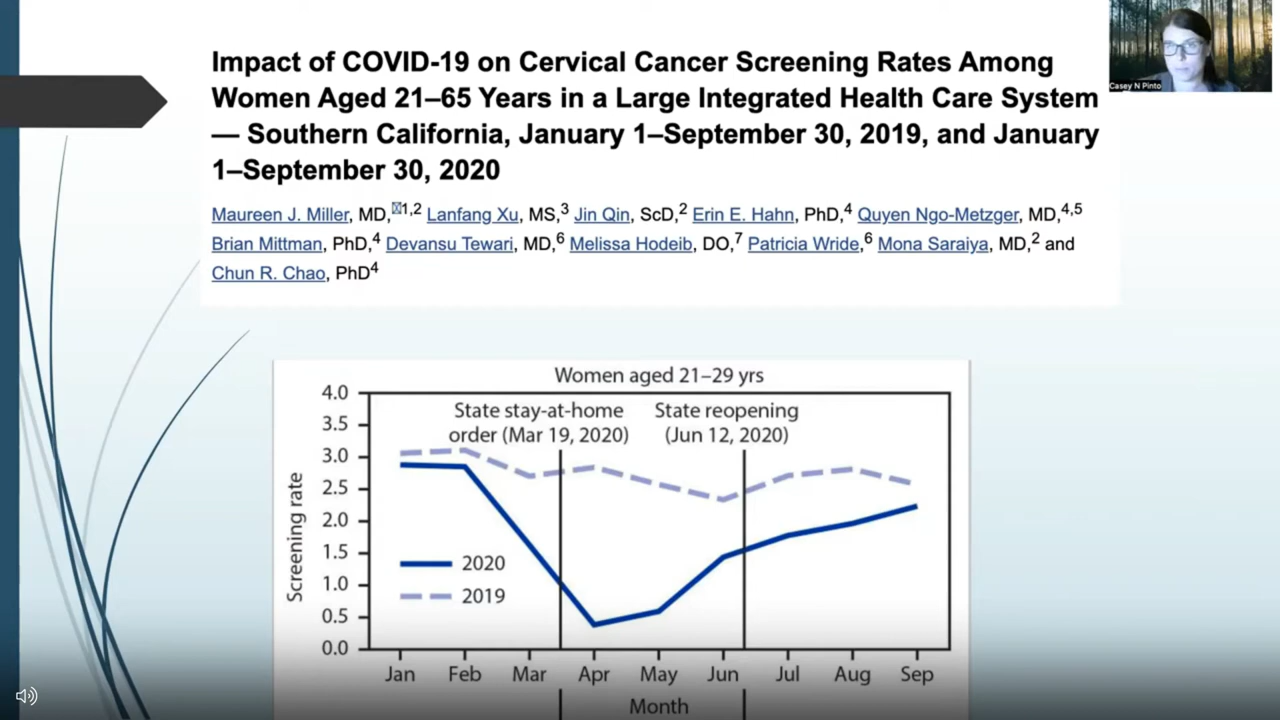 Impact of COVID-19 on Cervical Cancer Screening Rates Among
Women Aged 21–65 Years in a Large Integrated Health Care System
— Southern California, January 1–September 30, 2019, and January
1–September 30, 2020
Maureen J. Miller, MD,1,2 Lanfang Xu, MS,3 Jin Qin, ScD,2 Erin E. Hahn, PhD,4 Quyen Ngo-Metzger, MD,4,5
Brian Mittman, PhD,4 Devansu Tewari, MD,6 Melissa Hodeib, DO,7 Patricia Wride,6 Mona Saraiya, MD,2 and
Chun R. Chao, PhD4
Casey N Pinto
Women aged 21–29 yrs
State stay-at-home
order (Mar 19, 2020)
State reopening
(Jun 12, 2020)
Screening rate
4.0
3.5
3.0
2.5
2.0
1.5
1.0
0.5
0.0
2020
2019
Jan Feb Mar Apr May Jun Jul Aug Sep
Month